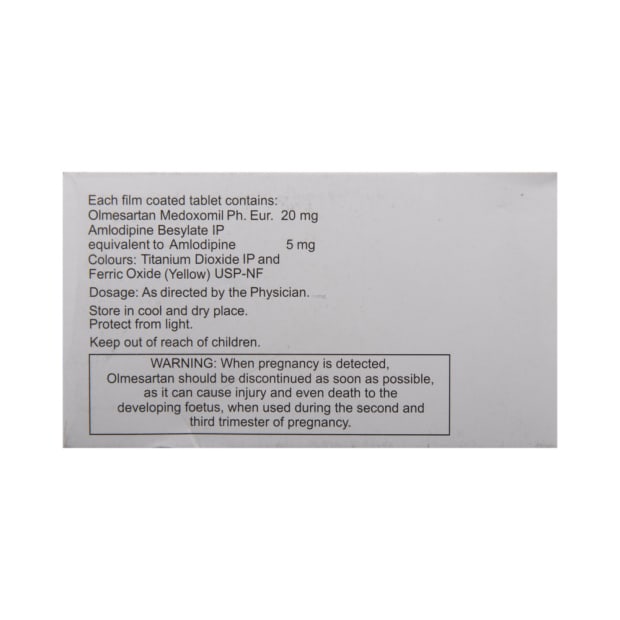 Each film coated tablet contains:
Olmesartan Medoxomil Ph. Eur. 20 mg
Amlodipine Besylate IP
equivalent to Amlodipine 5 mg
Colours: Titanium Dioxide IP and
Ferric Oxide (Yellow) USP-NF
Dosage: As directed by the Physician.
Store in cool and dry place.
Protect from light.
Keep out of reach of children.
WARNING: When pregnancy is detected,
Olmesartan should be discontinued as soon as possible,
as it can cause injury and even death to the
developing foetus, when used during the second and
third trimester of pregnancy.